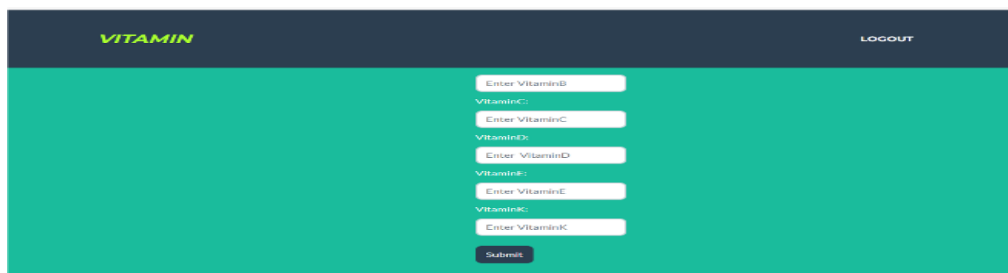 VITAMIN
LOGOUT
Enter VitaminB
VitaminC:
Enter VitaminC
VitaminD:
Enter VitaminD
VitaminE:
Enter VitaminE
VitaminK:
Enter VitaminK
Submit